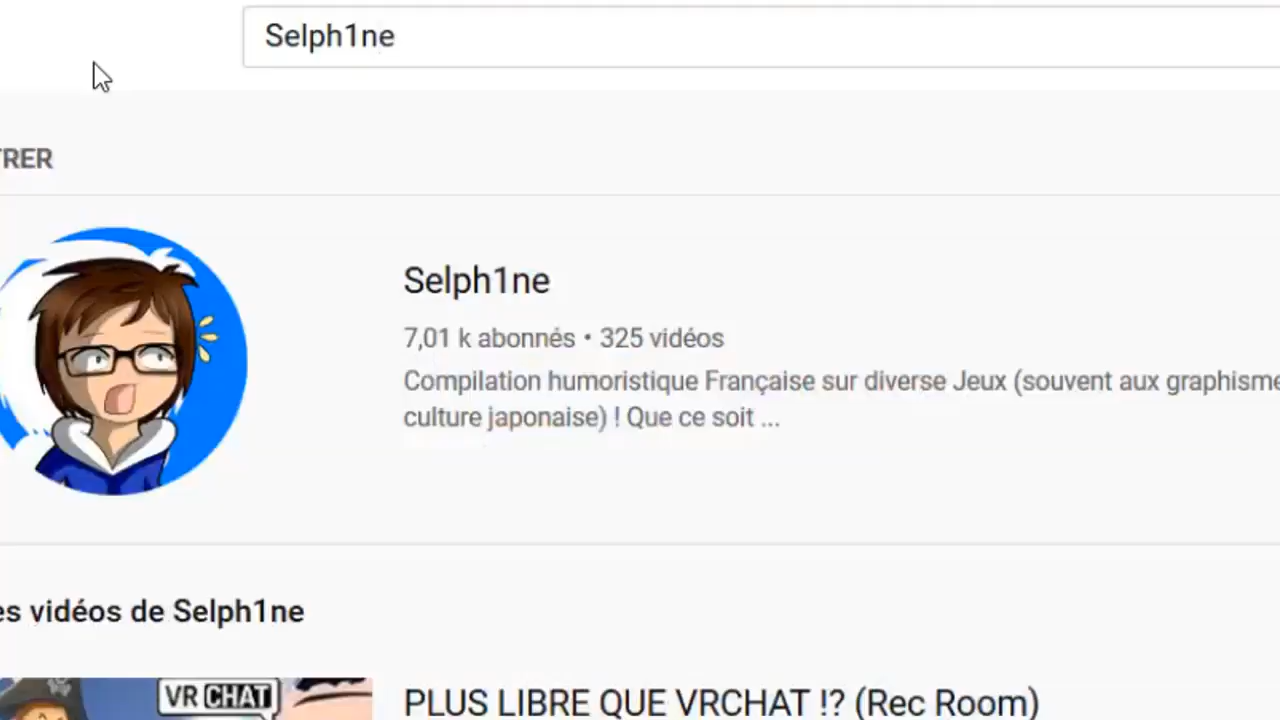 Selph1ne
TRER
Selph1ne
7,01 k abonnés • 325 vidéos
Compilation humoristique Française sur diverse Jeux (souvent aux graphisme
culture japonaise) ! Que ce soit ...
es vidéos de Selph1ne
VR CHAT
PLUS LIBRE QUE VRCHAT !? (Rec Room)